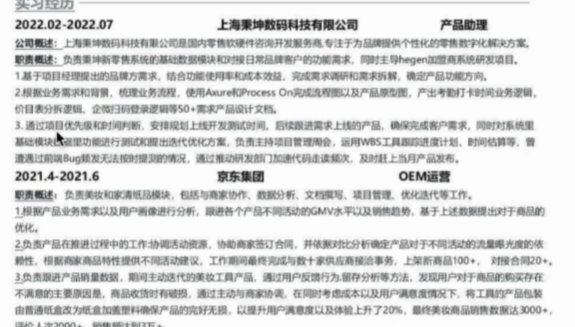 实习经历
2022.02-2022.07 上海秉坤数码科技有限公司 产品助理
公司概述：上海秉坤数码科技有限公司是国内零售软硬件咨询开发服务商,专注于为品牌提供个性化的零售数字化解决方案。
职责概述：负责秉坤新零售系统的基础数据模块和对接日常品牌客户的功能需求，同时主导hegen加盟商系统研发项目。
1.基于项目经理提出的品牌方需求，结合功能使用率和成本效益，完成需求调研和需求拆解，确定产品功能方向。
2.根据业务需求和背景，梳理业务流程，使用Axure和Process On完成流程图以及产品原型图，产出考勤打卡时间业务逻辑，
价目表分拆逻辑、企微扫码登录逻辑等50+需求产品设计文档。
3.通过项目优先级和时间判断，安排规划上线开发测试时间，后续跟进需求上线的产品，确保完成客户需求，同时对系统里
基础模块数据里功能进行测试和提出迭代优化方案，负责主持项目管理周会，运用WBS工具跟踪进度计划、时间估算等，曾
遭遇过前端Bug频发无法按时提测的情况，通过推动研发部门加速代码走读频次，及时赶上当月产品发布。
2021.4-2021.6 京东集团 OEM运营
职责概述：负责美妆和家清纸品模块，包括与商家协作、数据分析、文档撰写、项目管理、优化迭代等工作。
1.根据产品业务需求以及用户画像进行分析，跟进各个产品不同活动的GMV水平以及销售趋势，基于上述数据提出对于商品的
优化。
2.负责产品在推进过程中的工作:协调活动资源，协助商家签订合同，并依据对比分析确定产品对于不同活动的流量曝光度的依
赖性，根据商家商品特性提供不同活动建议，工作期间最终完成与数十家供应商接洽事务，上架新商品100+，对接合同20+。
3.负责跟进产品销量数据，期间主动迭代的美妆工具产品，通过用户反馈行为.留存分析等方法，发现用户对于商品的购买存在
不满意的主要原因是，商品收货时有破损，通过主动与商家协调，在同时考虑成本以及用户满意度情况下，将工具的产品包装
由普通纸盒改为纸盒加盖塑料确保产品的完好无损，以提升用户满意度以及体验上升了20%，最终美妆商品销售数达3000+，
评价人次2000+，销售额达到3万+